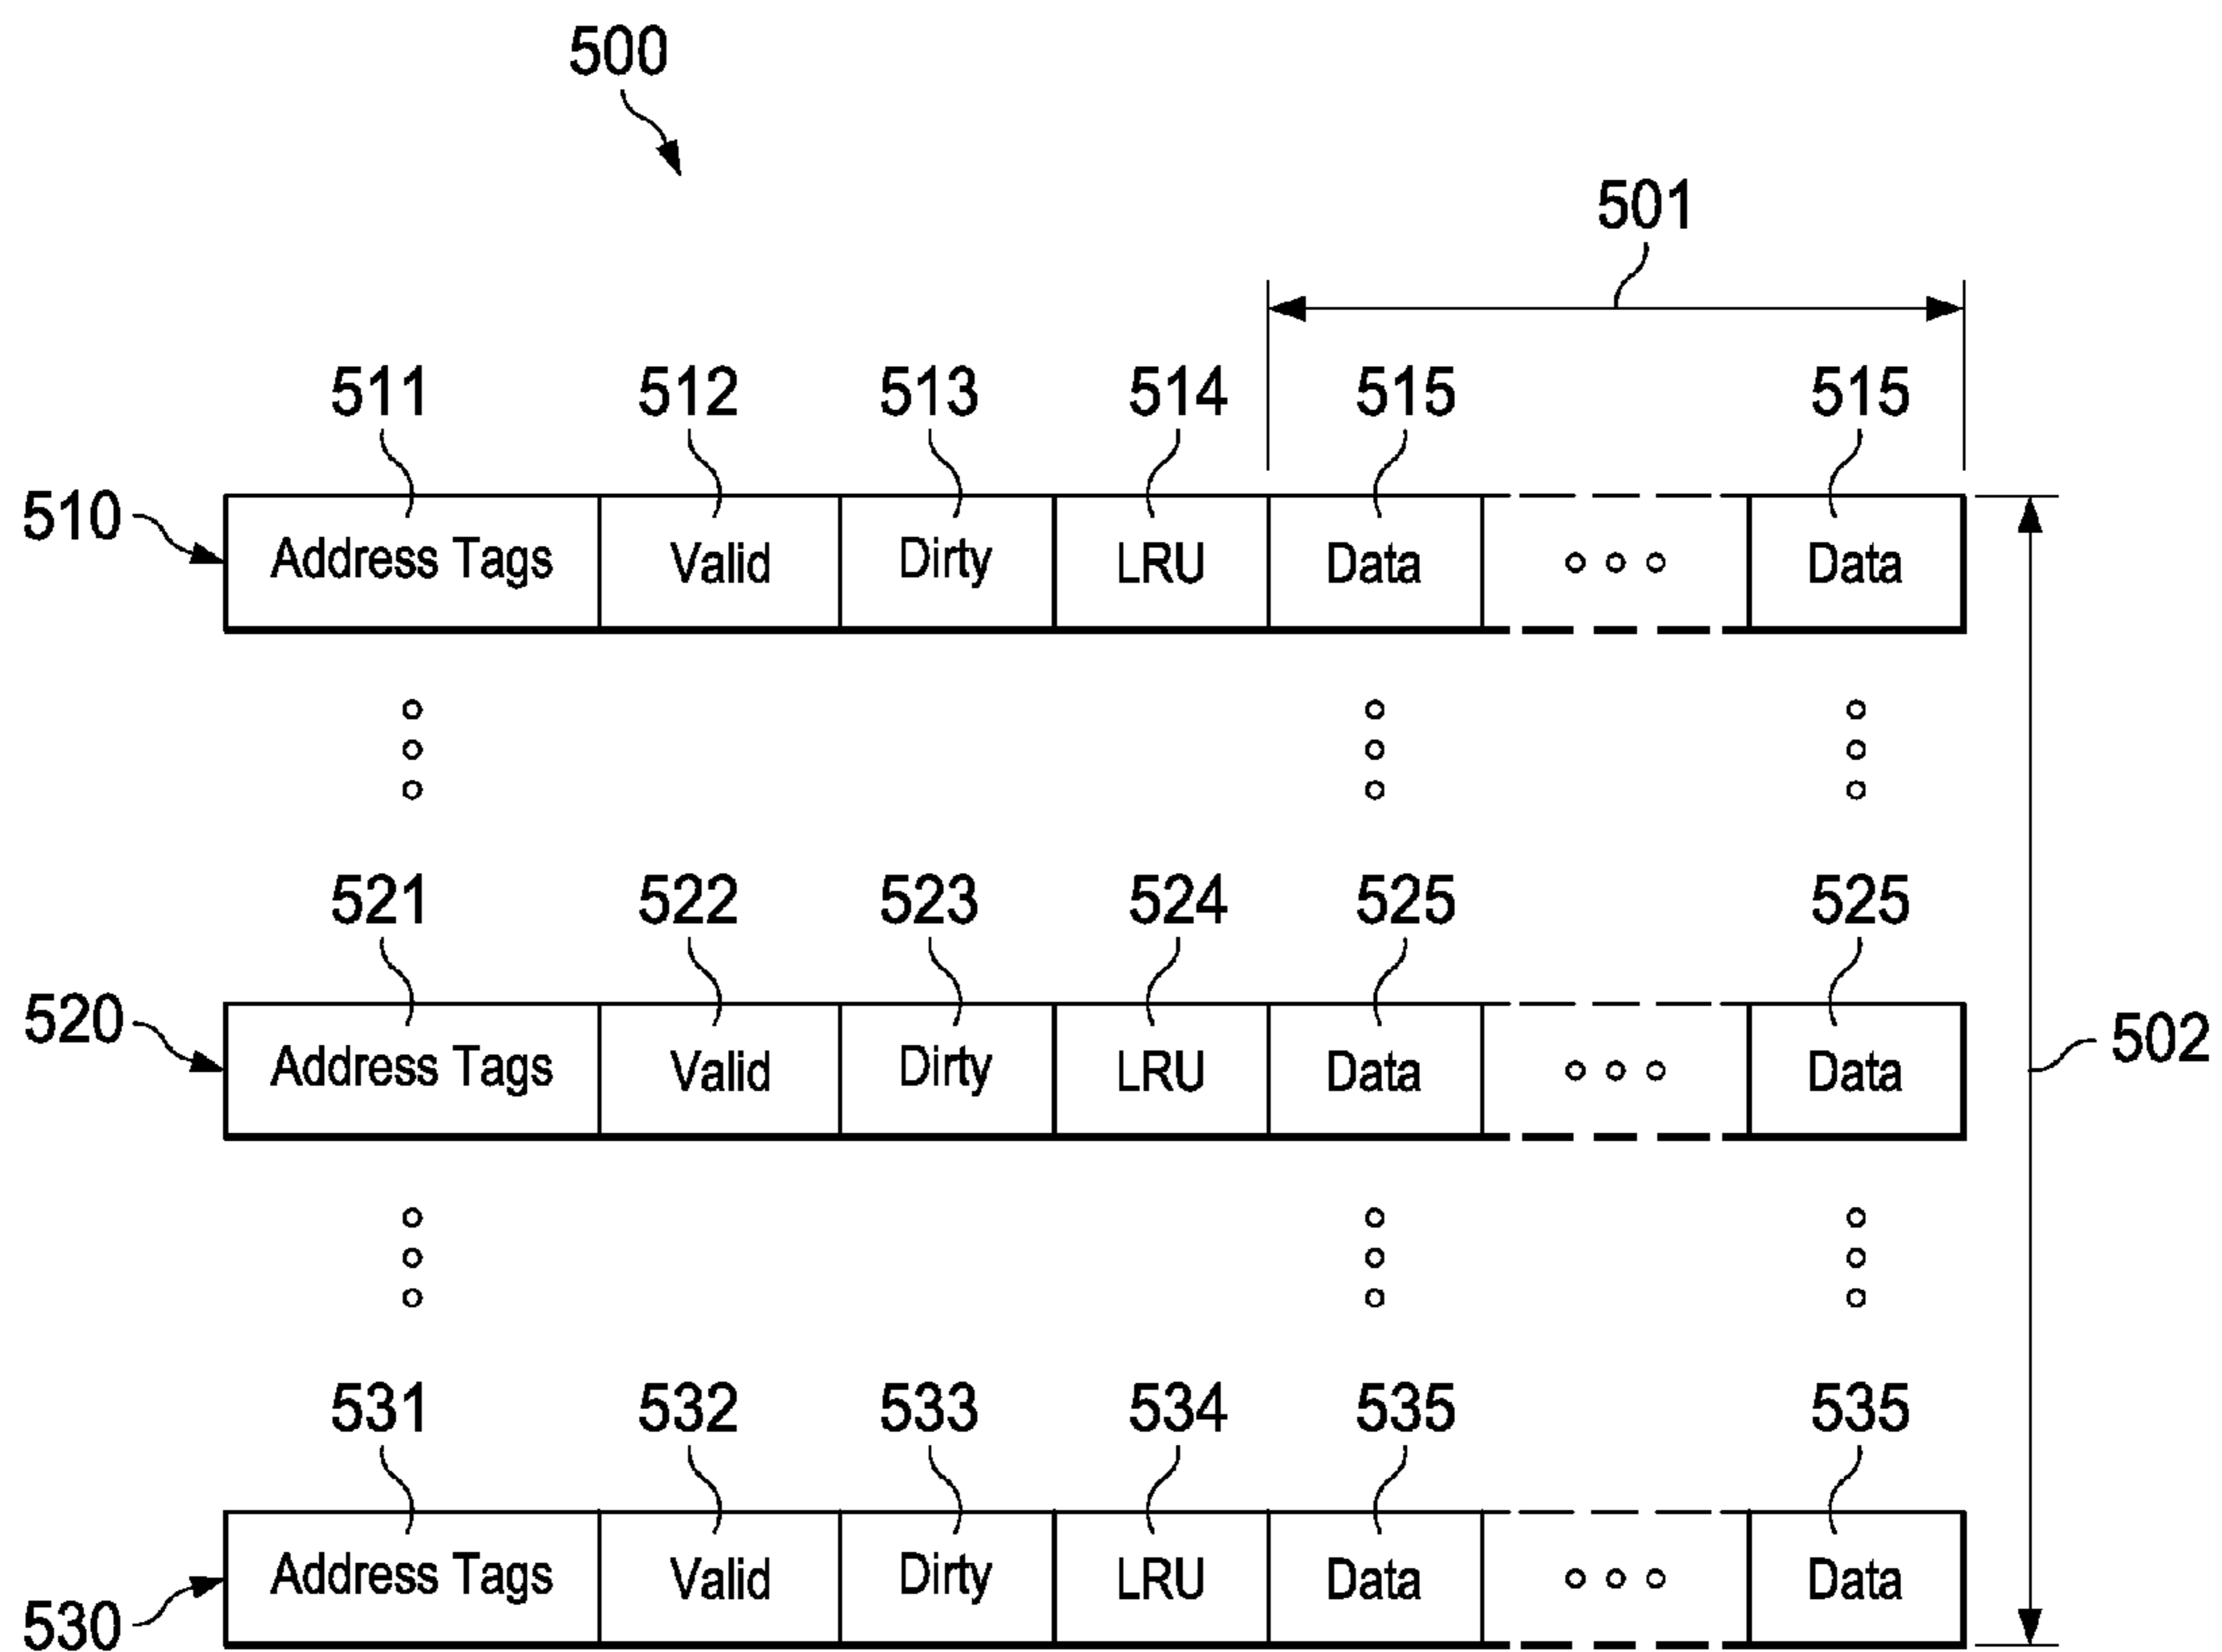 500
501
511 512 513 514 515 515
510 Address Tags Valid Dirty LRU Data Data
521 522 523 524 525 525
520 Address Tags Valid Dirty LRU Data Data
502
531 532 533 534 535 535
530 Address Tags Valid Dirty LRU Data Data